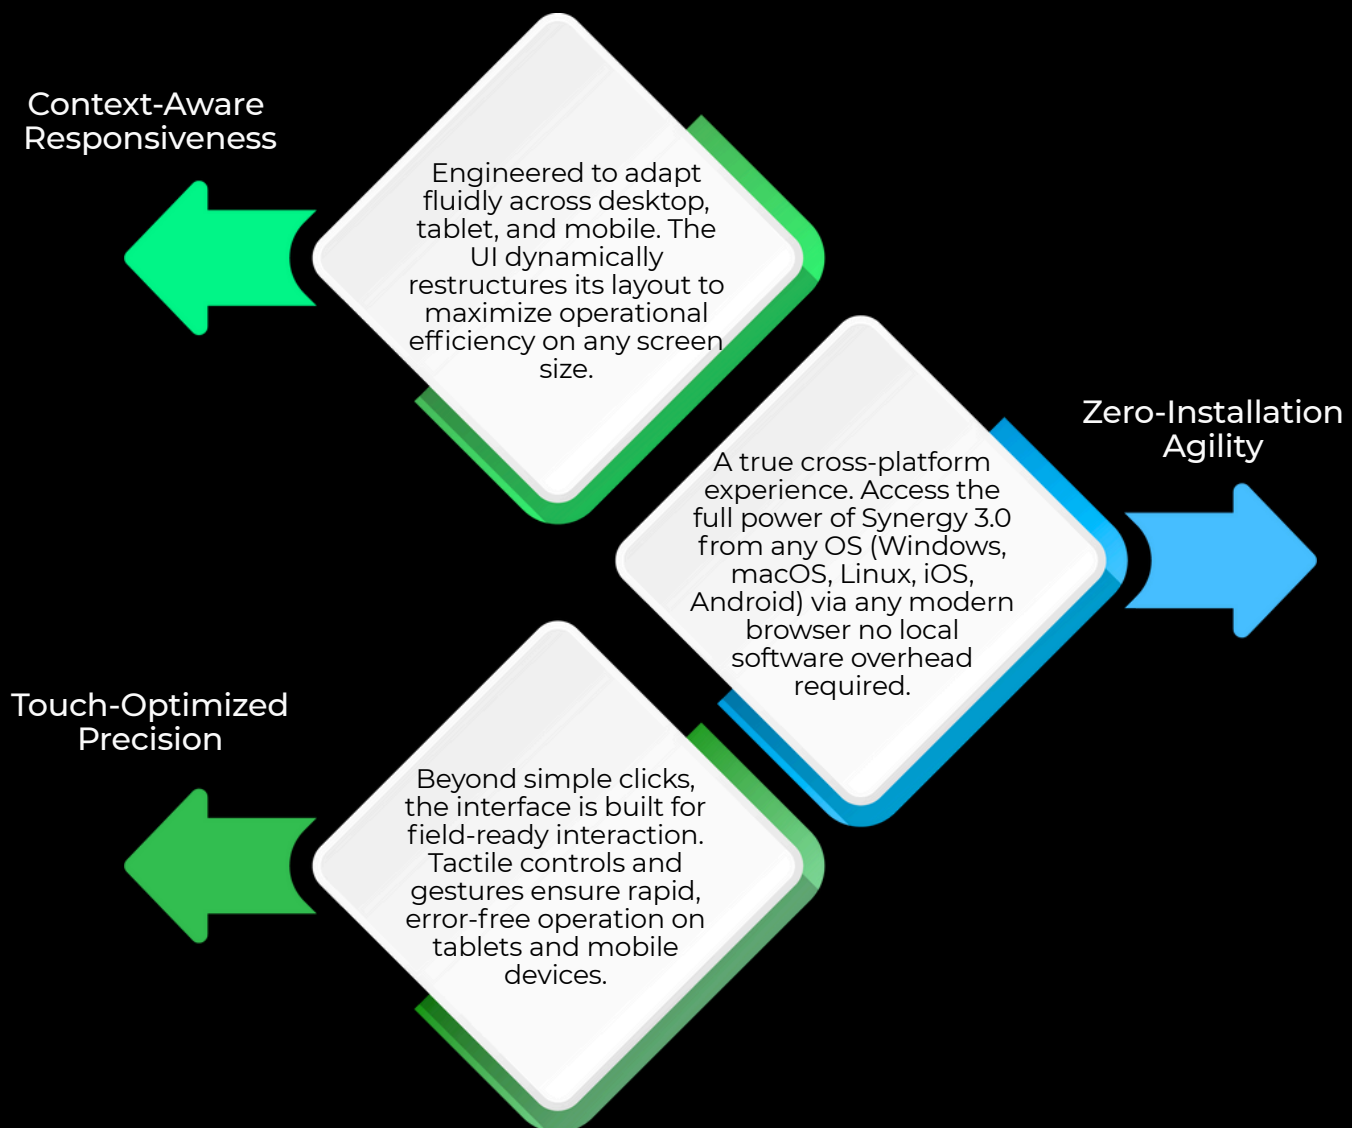 Context-Aware
Responsiveness
Engineered to adapt
fluidly across desktop,
tablet, and mobile. The
UI dynamically
restructures its layout to
maximize operational
efficiency on any screen
size.
Zero-Installation
Agility
A true cross-platform
experience. Access the
full power of Synergy 3.0
from any OS (Windows,
macOS, Linux, iOS,
Android) via any modern
browser no local
software overhead
required.
Touch-Optimized
Precision
Beyond simple clicks,
the interface is built for
field-ready interaction.
Tactile controls and
gestures ensure rapid,
error-free operation on
tablets and mobile
devices.